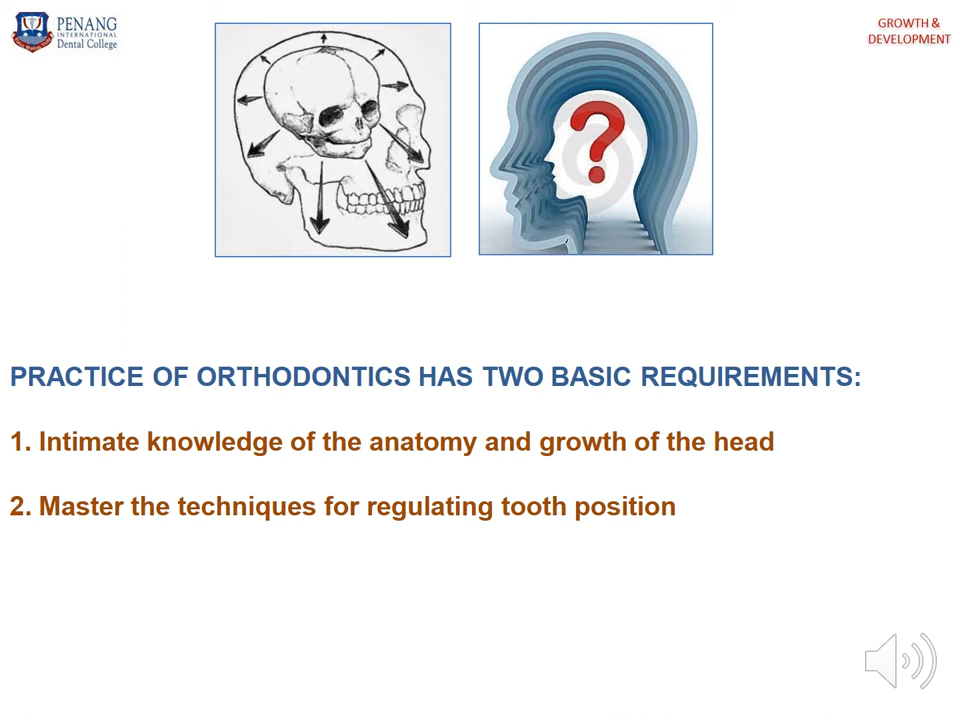 PENANG
INTERNATIONAL
Dental College
GROWTH &
DEVELOPMENT
?
PRACTICE OF ORTHODONTICS HAS TWO BASIC REQUIREMENTS:
1. Intimate knowledge of the anatomy and growth of the head
2. Master the techniques for regulating tooth position